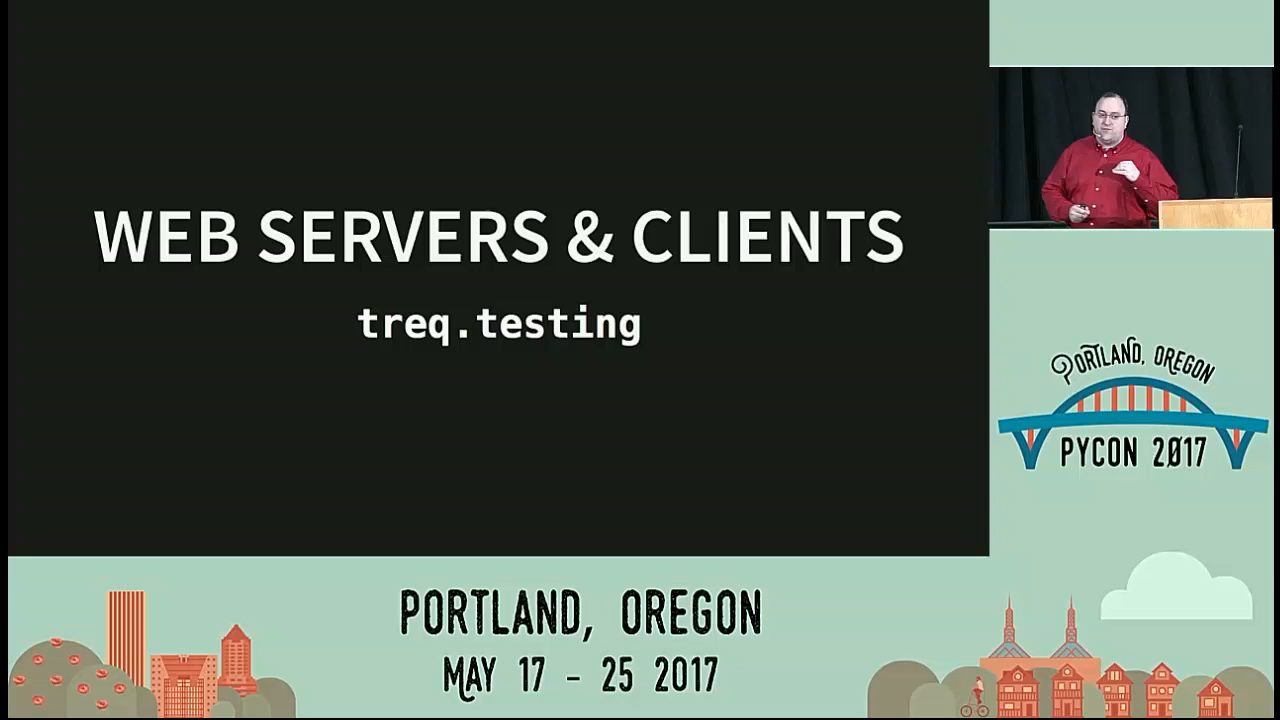 WEB SERVERS & CLIENTS
treq.testing
PORTLAND, OREGON
PYCON 2017
PORTLAND, OREGON
MAY 17 - 25 2017